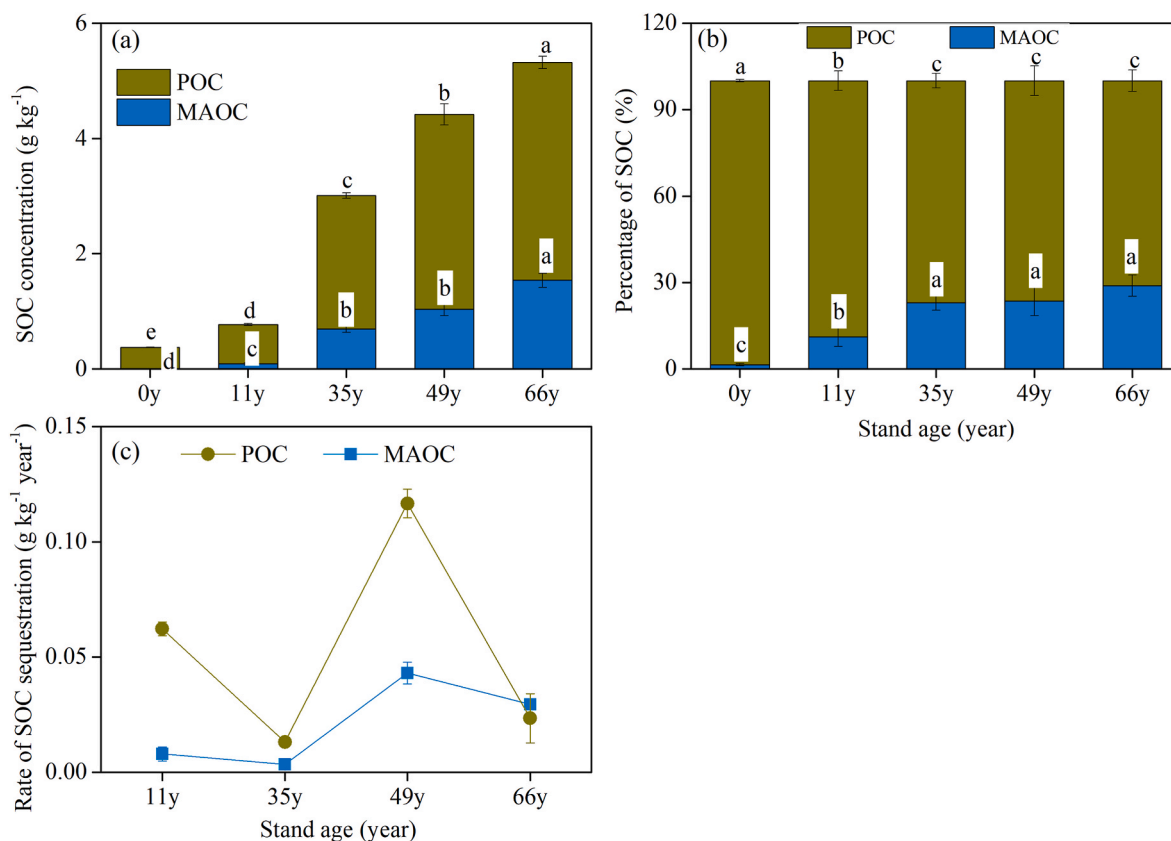 (a)
POC
MAOC
SOC concentration (g kg⁻¹)
6
4
2
0
e
d
d
c
c
b
b
b
a
a
0y 11y 35y 49y 66y
(b)
POC MAOC
Percentage of SOC (%)
120
90
60
30
0
a b c c c
c b a a a
0y 11y 35y 49y 66y
Stand age (year)
(c)
POC MAOC
Rate of SOC sequestration (g kg⁻¹ year⁻¹)
0.15
0.10
0.05
0.00
11y 35y 49y 66y
Stand age (year)